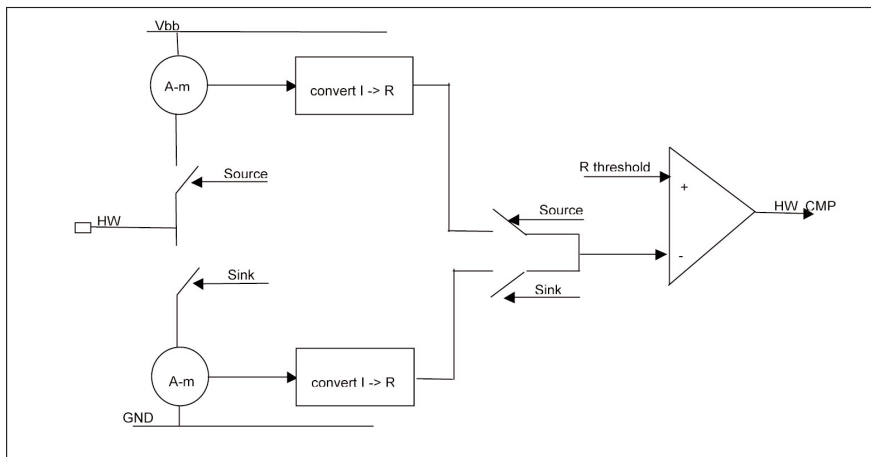 Vbb
A-m
convert I -> R
Source
R threshold
+
HW
Source
HW_CMP
-
Sink
Sink
A-m
convert I -> R
GND